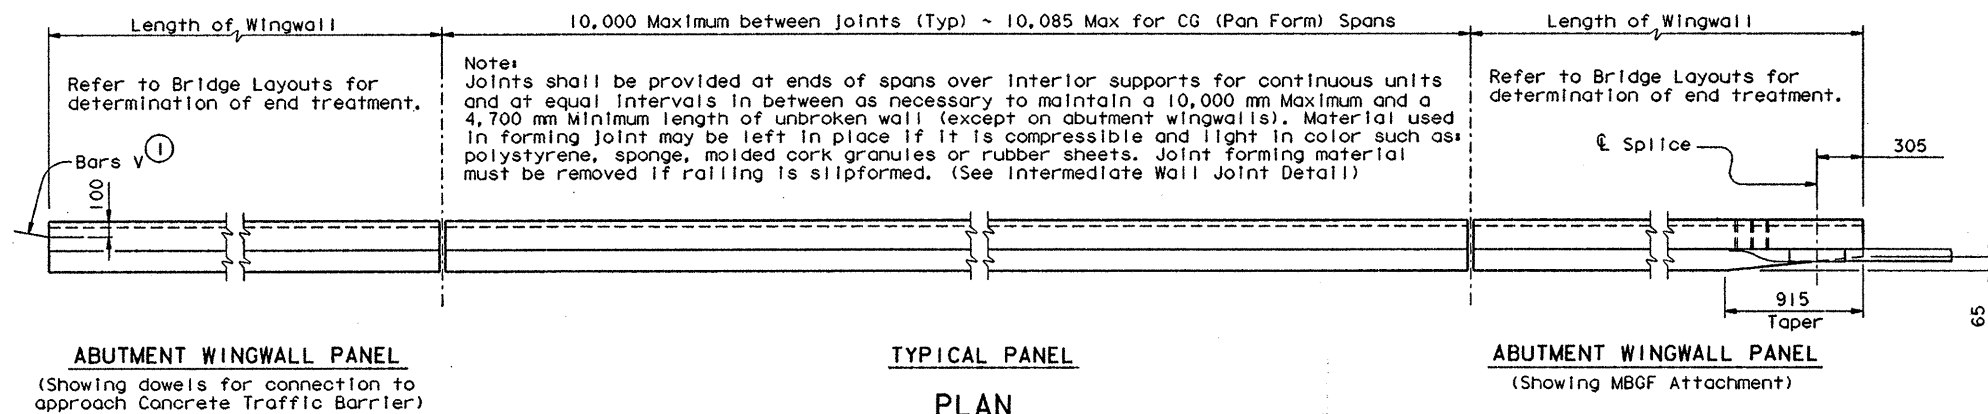 Length of Wingwall
10,000 Maximum between joints (Typ) ~ 10,085 Max for CG (Pan Form) Spans
Length of Wingwall
Refer to Bridge Layouts for
determination of end treatment.
Note:
Joints shall be provided at ends of spans over interior supports for continuous units
and at equal intervals in between as necessary to maintain a 10,000 mm Maximum and a
4,700 mm Minimum length of unbroken wall (except on abutment wingwalls). Material used
in forming joint may be left in place if it is compressible and light in color such as:
polystyrene, sponge, molded cork granules or rubber sheets. Joint forming material
must be removed if railing is slipformed. (See Intermediate Wall Joint Detail)
Refer to Bridge Layouts for
determination of end treatment.
Bars V 1
100
℄ Splice
305
915
Taper
65
ABUTMENT WINGWALL PANEL
(Showing dowels for connection to
approach Concrete Traffic Barrier)
TYPICAL PANEL
PLAN
ABUTMENT WINGWALL PANEL
(Showing MBGF Attachment)